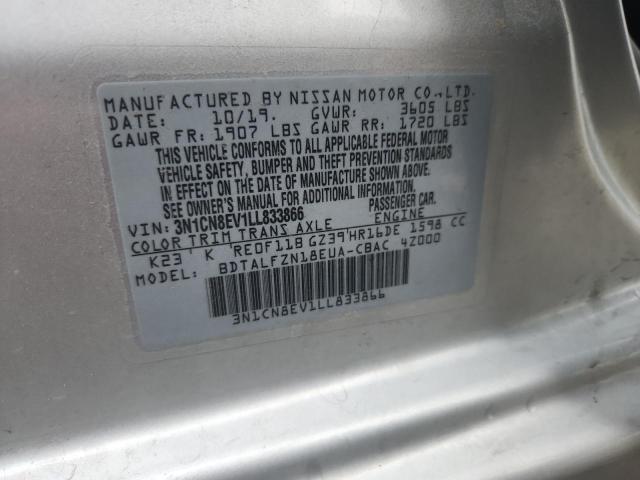 MANUFACTURED BY NISSAN MOTOR CO., LTD.
DATE: 10/19. GVWR: 3605 LBS
GAWR FR: 1907 LBS GAWR RR: 1720 LBS
THIS VEHICLE CONFORMS TO ALL APPLICABLE FEDERAL MOTOR
VEHICLE SAFETY, BUMPER AND THEFT PREVENTION STANDARDS
IN EFFECT ON THE DATE OF MANUFACTURE SHOWN ABOVE.
SEE OWNER'S MANUAL FOR ADDITIONAL INFORMATION.
VIN: 3N1CN8EV1LL833866 PASSENGER CAR.
COLOR TRIM TRANS AXLE ENGINE
K23 K RE0F11B GZ39 HR16DE 1598 CC
MODEL: BDTALFZN18EUA-CBAC 4Z000
3N1CN8EV1LL833866